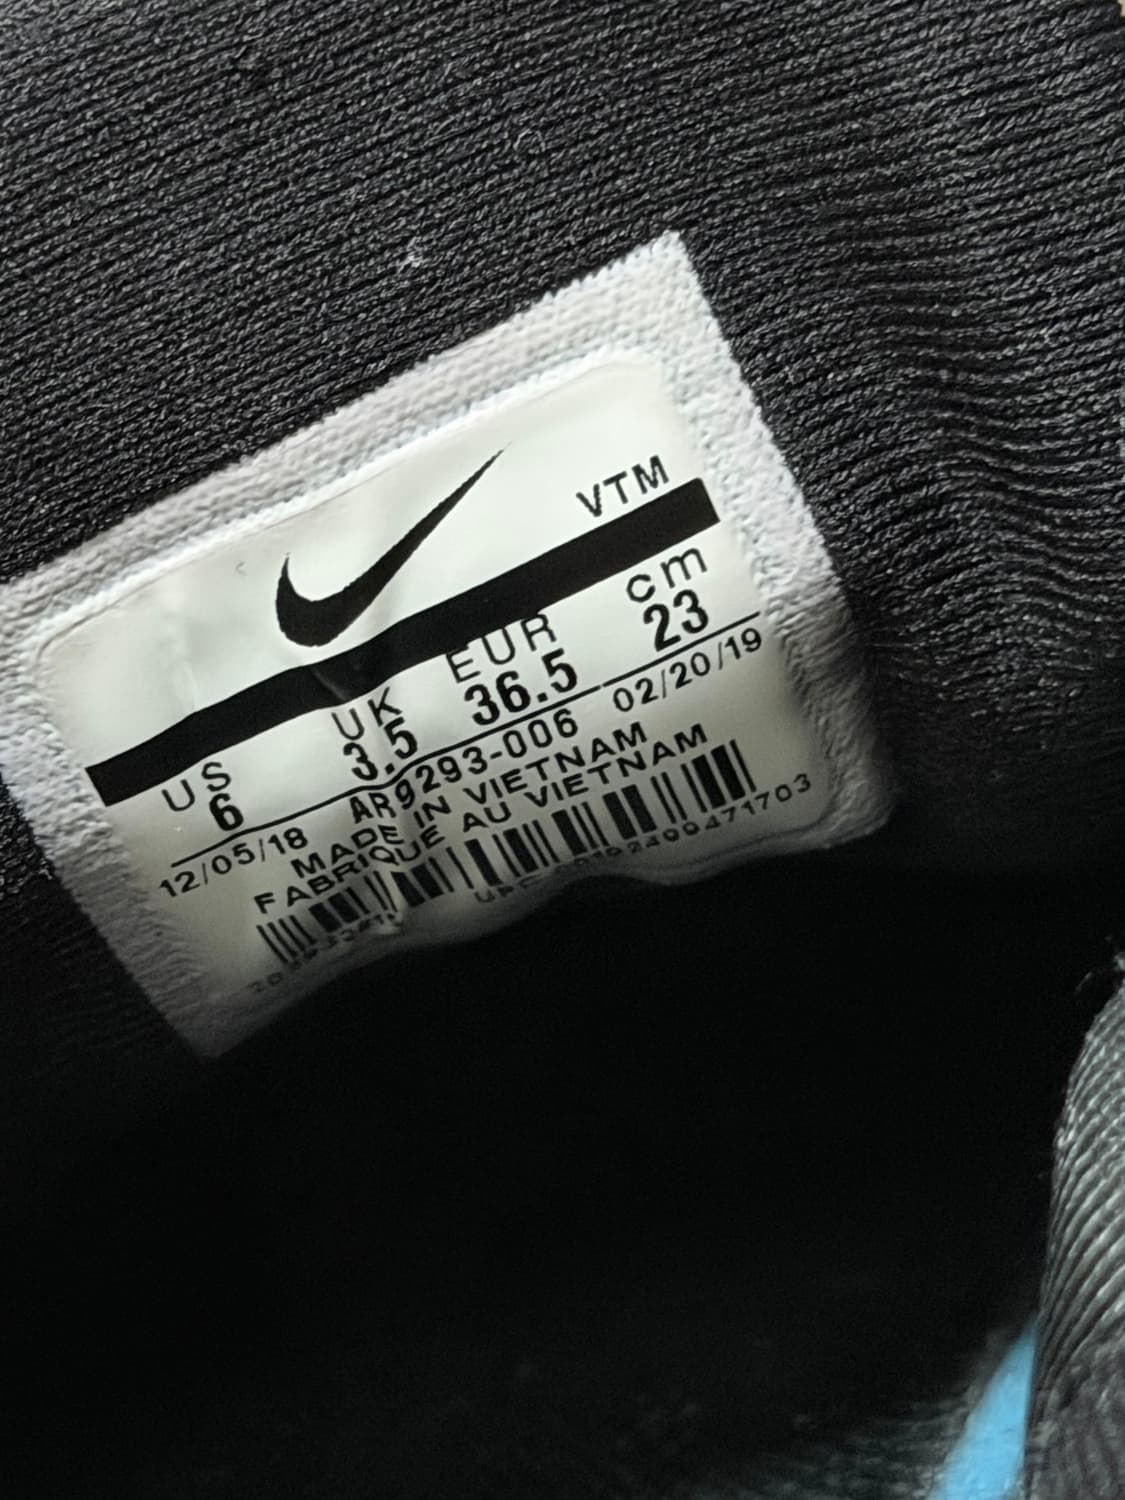 VTM
US UK EUR cm
6 3.5 36.5 23
12/05/18 AR9293-006 02/20/19
MADE IN VIETNAM
FABRIQUE AU VIETNAM